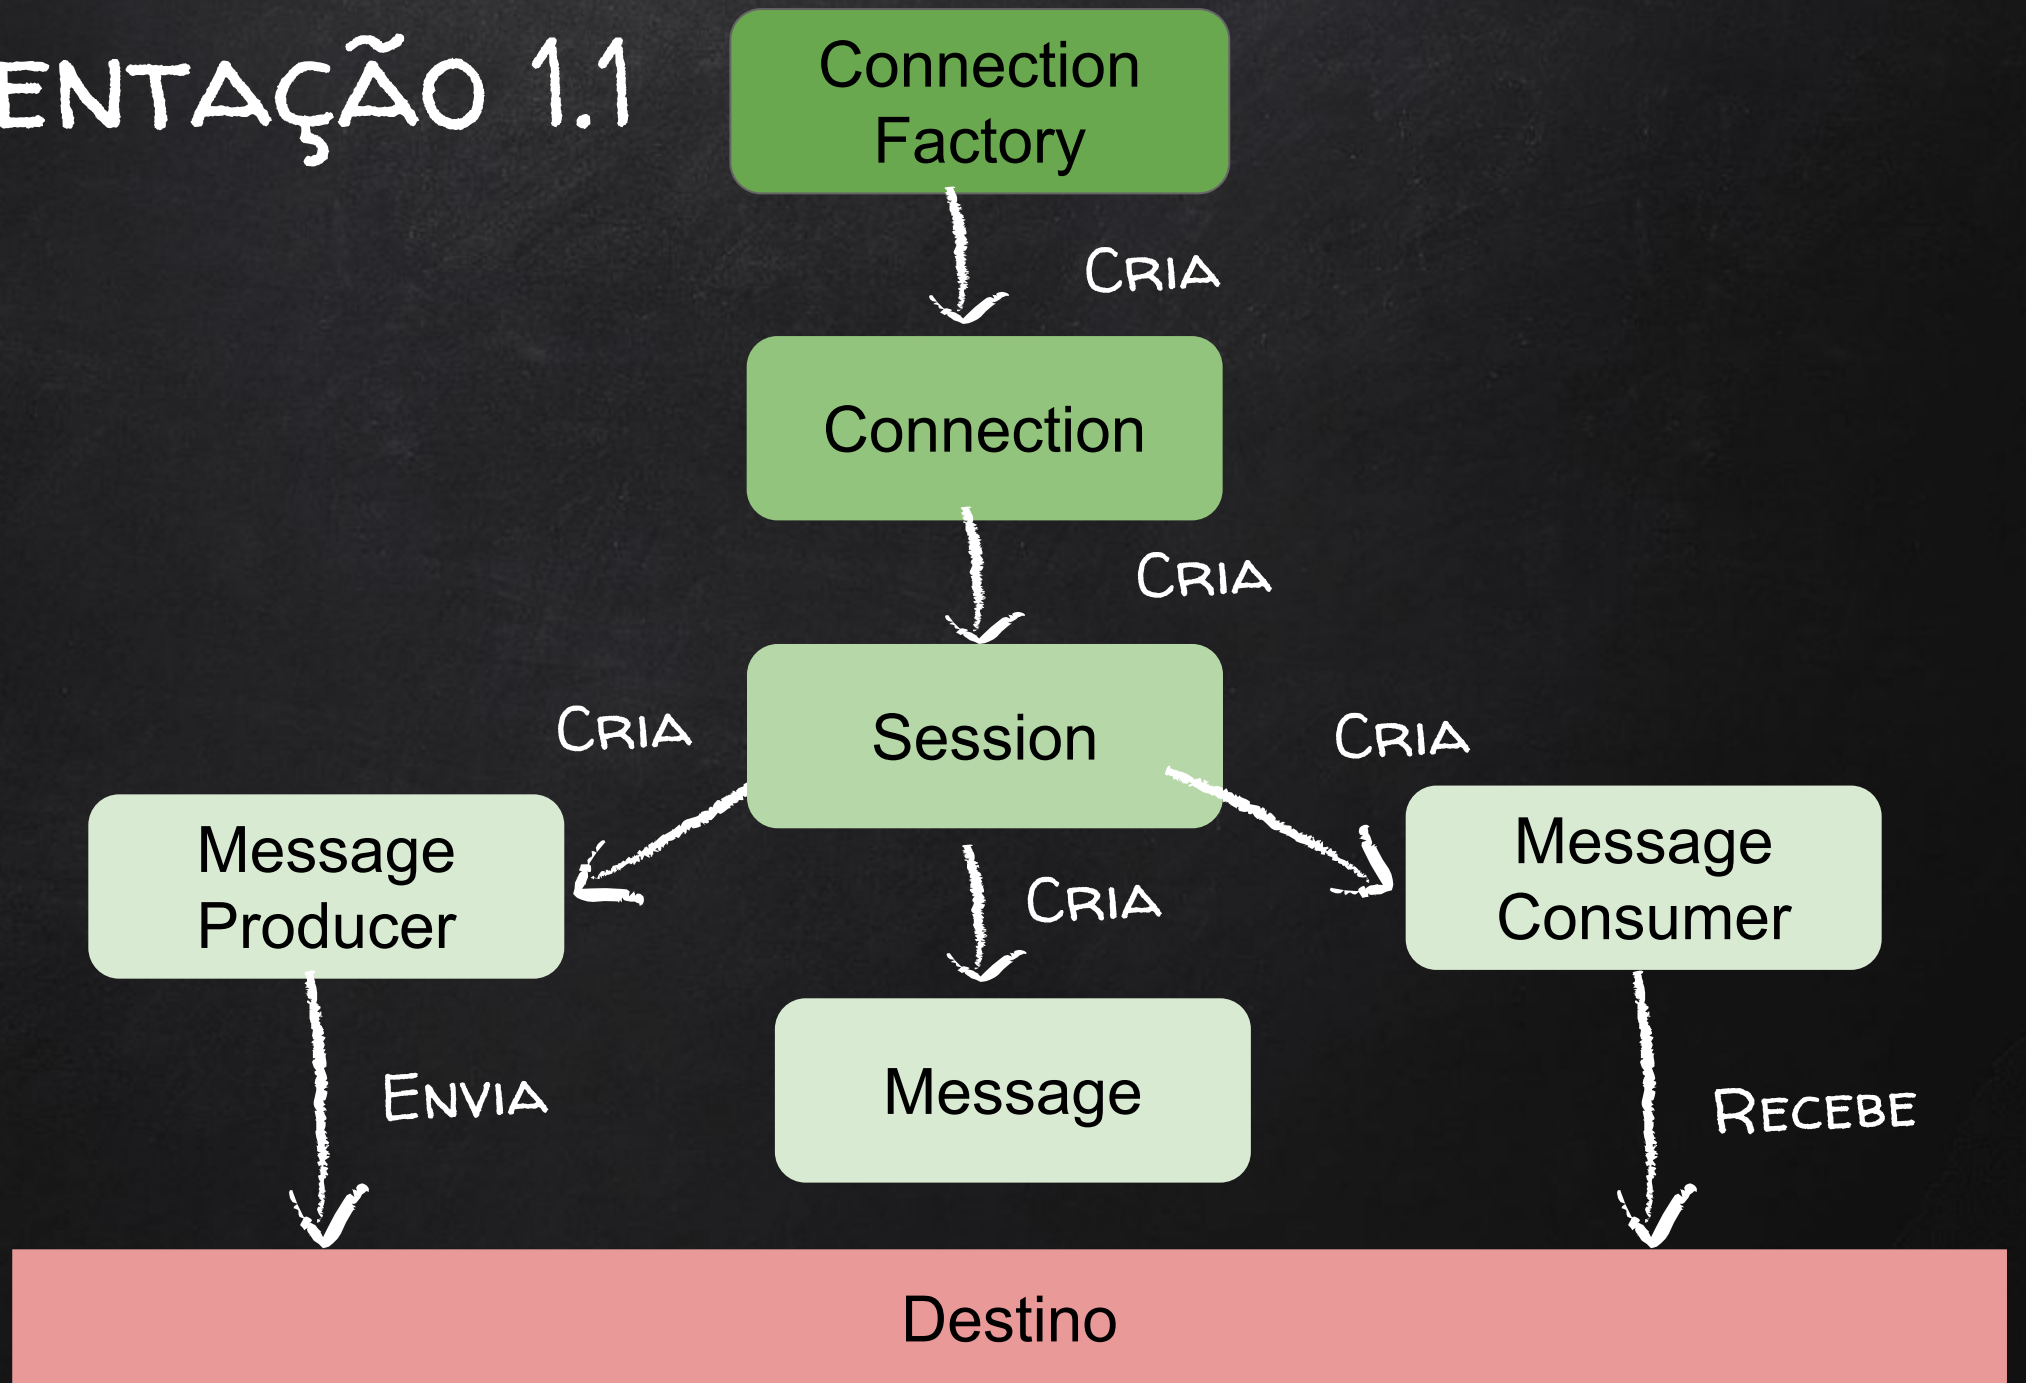 ENTAÇÃO 1.1
Connection
Factory
CRIA
Connection
CRIA
Session
CRIA
CRIA
Message
Producer
CRIA
Message
Consumer
Message
ENVIA
RECEBE
Destino